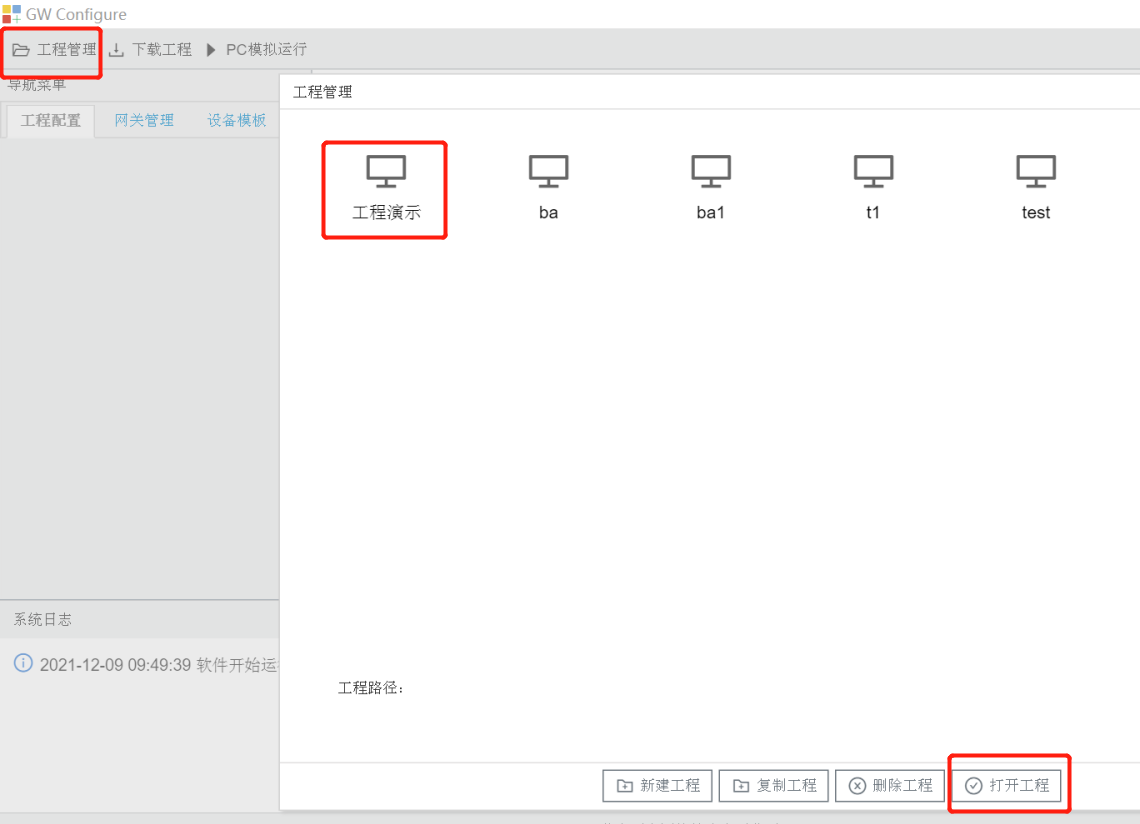 GW Configure
工程管理 下载工程 PC模拟运行
导航菜单
工程配置 网关管理 设备模板
工程管理
工程演示 ba ba1 t1 test
系统日志
2021-12-09 09:49:39 软件开始运
工程路径：
新建工程 复制工程 删除工程 打开工程